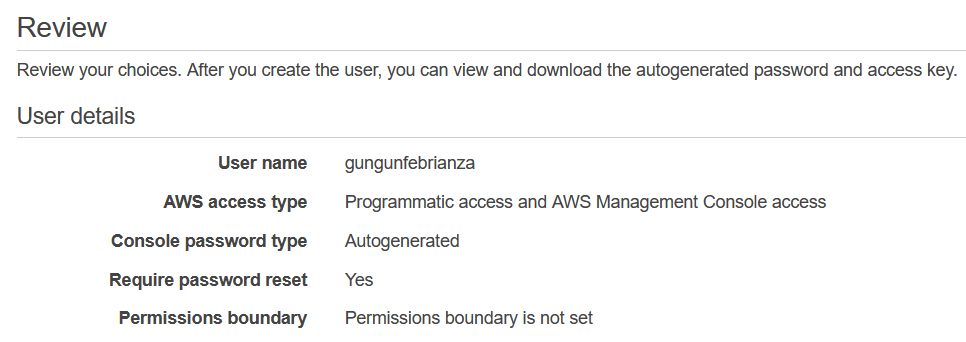 Review
Review your choices. After you create the user, you can view and download the autogenerated password and access key.
User details
User name gungunfebrianza
AWS access type Programmatic access and AWS Management Console access
Console password type Autogenerated
Require password reset Yes
Permissions boundary Permissions boundary is not set